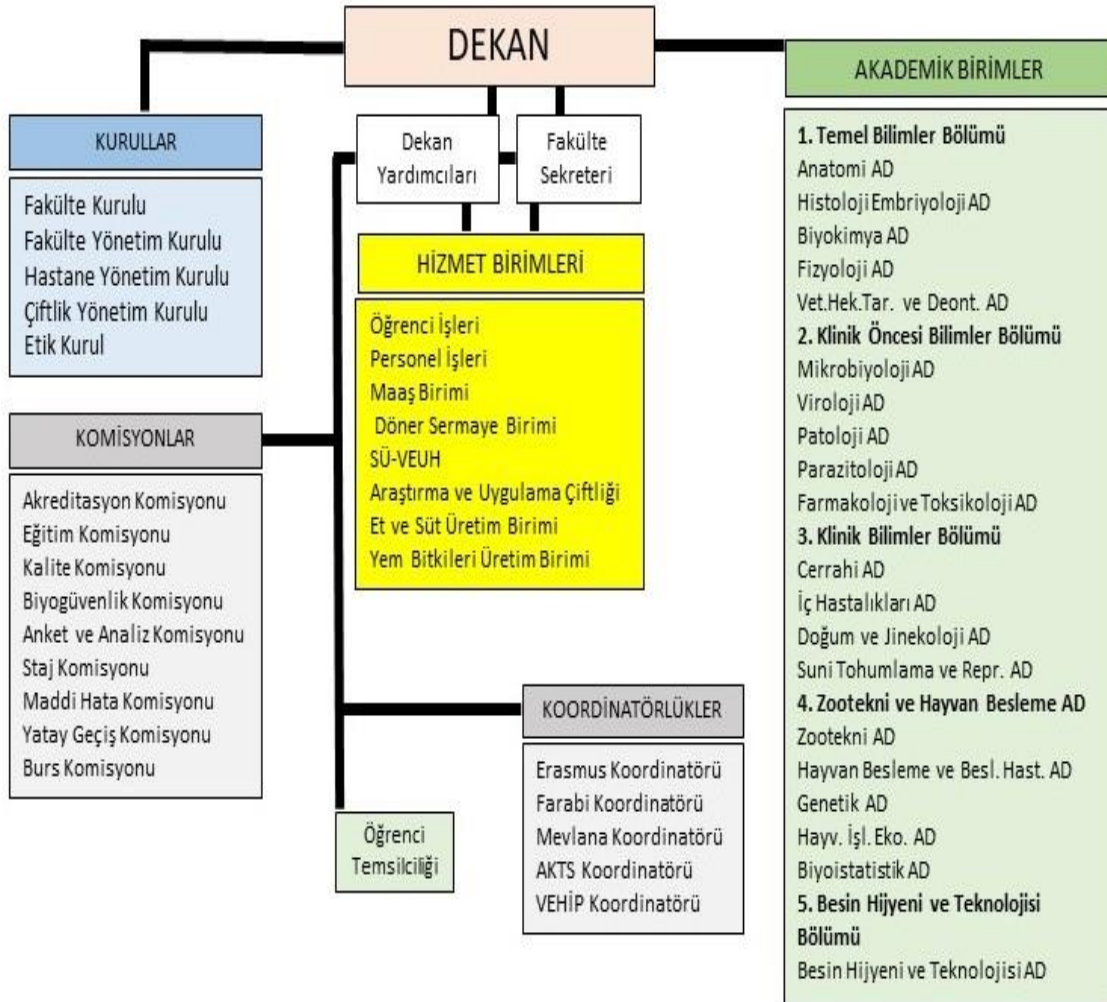 DEKAN
KURULLAR
Fakülte Kurulu
Fakülte Yönetim Kurulu
Hastane Yönetim Kurulu
Çiftlik Yönetim Kurulu
Etik Kurul
Dekan
Yardımcıları
Fakülte
Sekreteri
HİZMET BİRİMLERİ
Öğrenci İşleri
Personel İşleri
Maaş Birimi
Döner Sermaye Birimi
SÜ-VEUH
Araştırma ve Uygulama Çiftliği
Et ve Süt Üretim Birimi
Yem Bitkileri Üretim Birimi
KOMİSYONLAR
Akreditasyon Komisyonu
Eğitim Komisyonu
Kalite Komisyonu
Biyogüvenlik Komisyonu
Anket ve Analiz Komisyonu
Staj Komisyonu
Maddi Hata Komisyonu
Yatay Geçiş Komisyonu
Burs Komisyonu
Öğrenci
Temsilciliği
KOORDİNATÖRLÜKLER
Erasmus Koordinatörü
Farabi Koordinatörü
Mevlana Koordinatörü
AKTS Koordinatörü
VEHİP Koordinatörü
AKADEMİK BİRİMLER
1. Temel Bilimler Bölümü
Anatomi AD
Histoloji Embriyoloji AD
Biyokimya AD
Fizyoloji AD
Vet.Hek.Tar. ve Deont. AD
2. Klinik Öncesi Bilimler Bölümü
Mikrobiyoloji AD
Viroloji AD
Patoloji AD
Parazitoloji AD
Farmakoloji ve Toksikoloji AD
3. Klinik Bilimler Bölümü
Cerrahi AD
İç Hastalıkları AD
Doğum ve Jinekoloji AD
Suni Tohumlama ve Repr. AD
4. Zootekni ve Hayvan Besleme AD
Zootekni AD
Hayvan Besleme ve Besl. Hast. AD
Genetik AD
Hayv. İşl. Eko. AD
Biyoistatistik AD
5. Besin Hijyeni ve Teknolojisi
Bölümü
Besin Hijyeni ve Teknolojisi AD